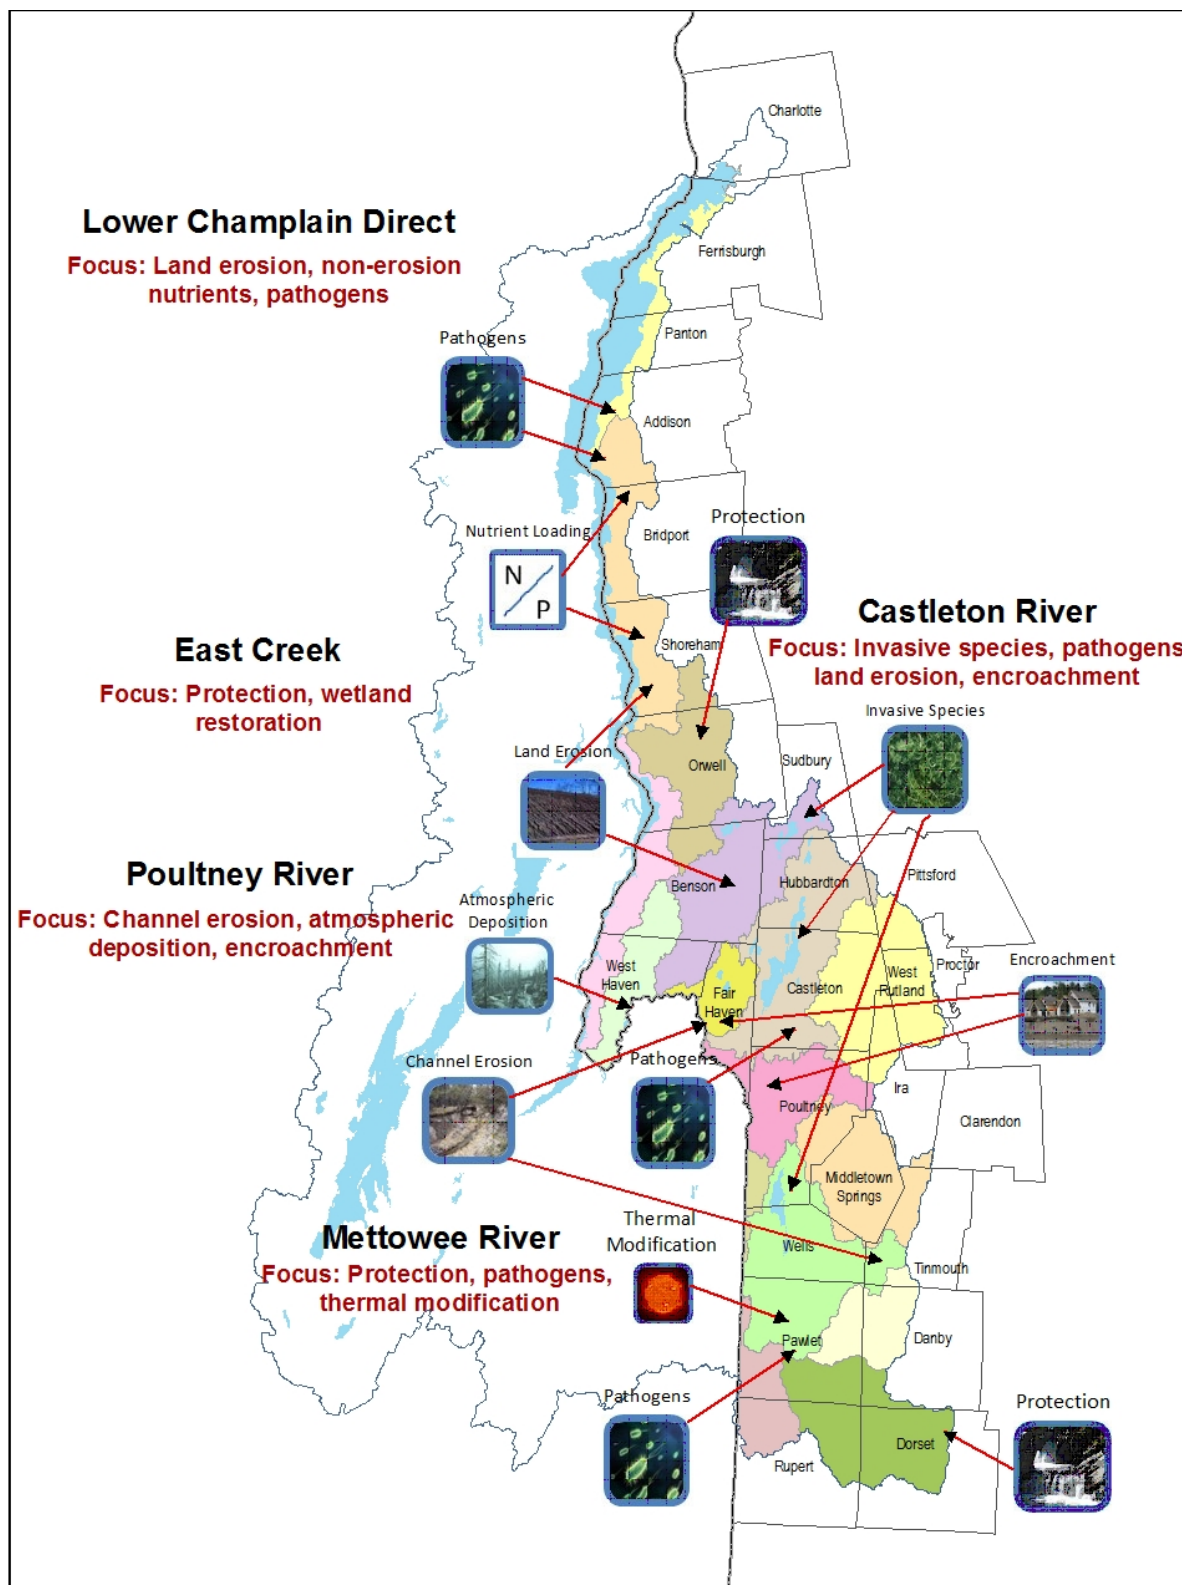 Charlotte
Lower Champlain Direct
Focus: Land erosion, non-erosion
nutrients, pathogens
Ferrisburgh
Pathogens
Panton
Addison
Nutrient Loading
N
P
Protection
Bridport
Castleton River
Focus: Invasive species, pathogens
land erosion, encroachment
East Creek
Focus: Protection, wetland
restoration
Shoreham
Invasive Species
Land Erosion
Orwell
Sudbury
Poultney River
Focus: Channel erosion, atmospheric
deposition, encroachment
Atmospheric
Deposition
Benson
Hubbardton
Pittsford
West
Haven
Fair
Haven
Castleton
West
Rutland
Proctor
Encroachment
Channel Erosion
Pathogens
Poultney
Ira
Clarendon
Middletown
Springs
Mettowee River
Focus: Protection, pathogens,
thermal modification
Thermal
Modification
Wells
Tinmouth
Pawlet
Danby
Pathogens
Protection
Dorset
Rupert